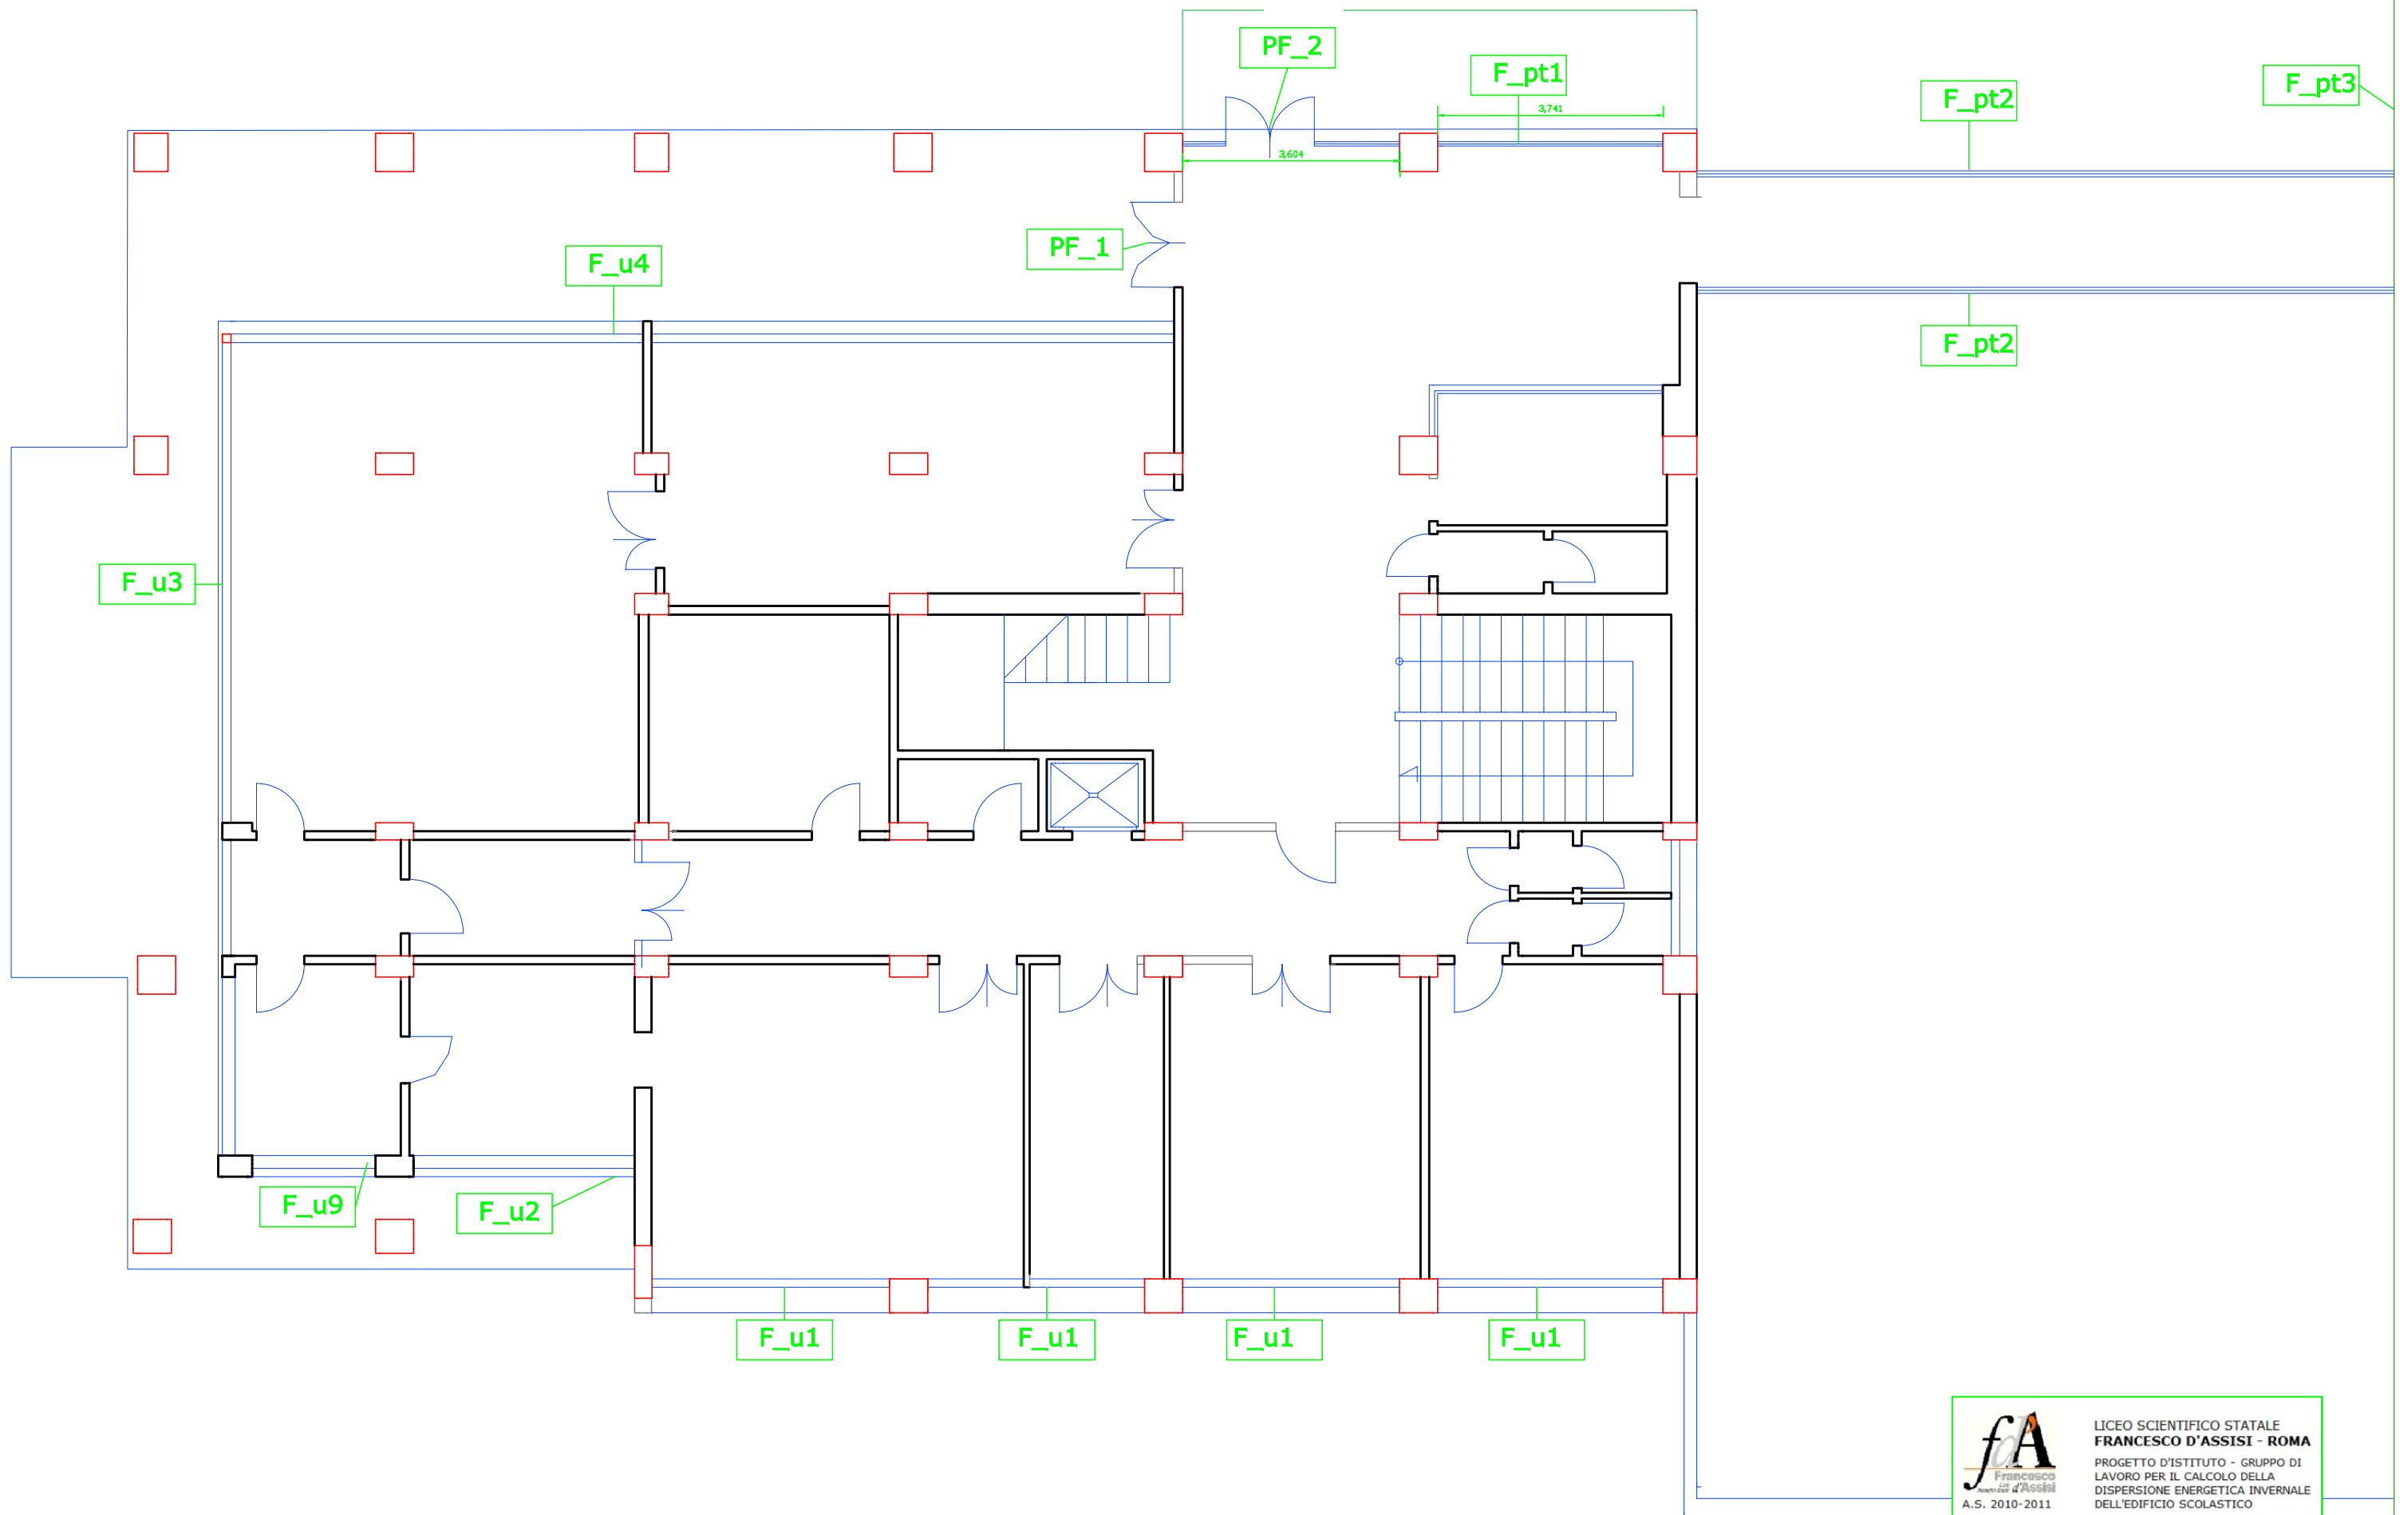 PF_2
F_pt1
F_pt2
F_pt3
3,741
3,604
PF_1
F_u4
F_pt2
F_u3
F_u9
F_u2
F_u1
F_u1
F_u1
F_u1
fdA
Francesco
d'Assisi
A.S. 2010-2011
LICEO SCIENTIFICO STATALE
FRANCESCO D'ASSISI - ROMA
PROGETTO D'ISTITUTO - GRUPPO DI
LAVORO PER IL CALCOLO DELLA
DISPERSIONE ENERGETICA INVERNALE
DELL'EDIFICIO SCOLASTICO